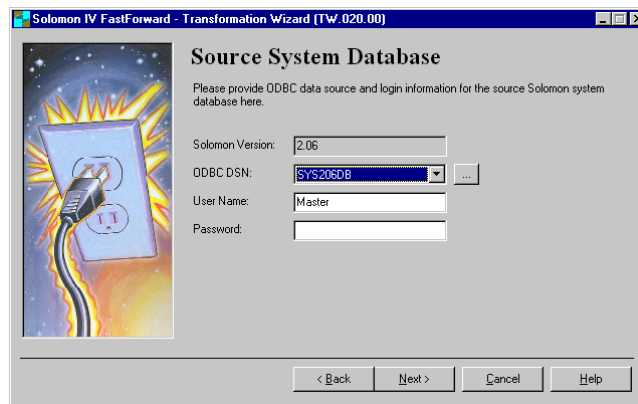 Solomon IV FastForward - Transformation Wizard (TW.020.00)
Source System Database
Please provide ODBC data source and login information for the source Solomon system
database here.
Solomon Version: 2.06
ODBC DSN: SYS206DB ...
User Name: Master
Password:
< Back Next > Cancel Help